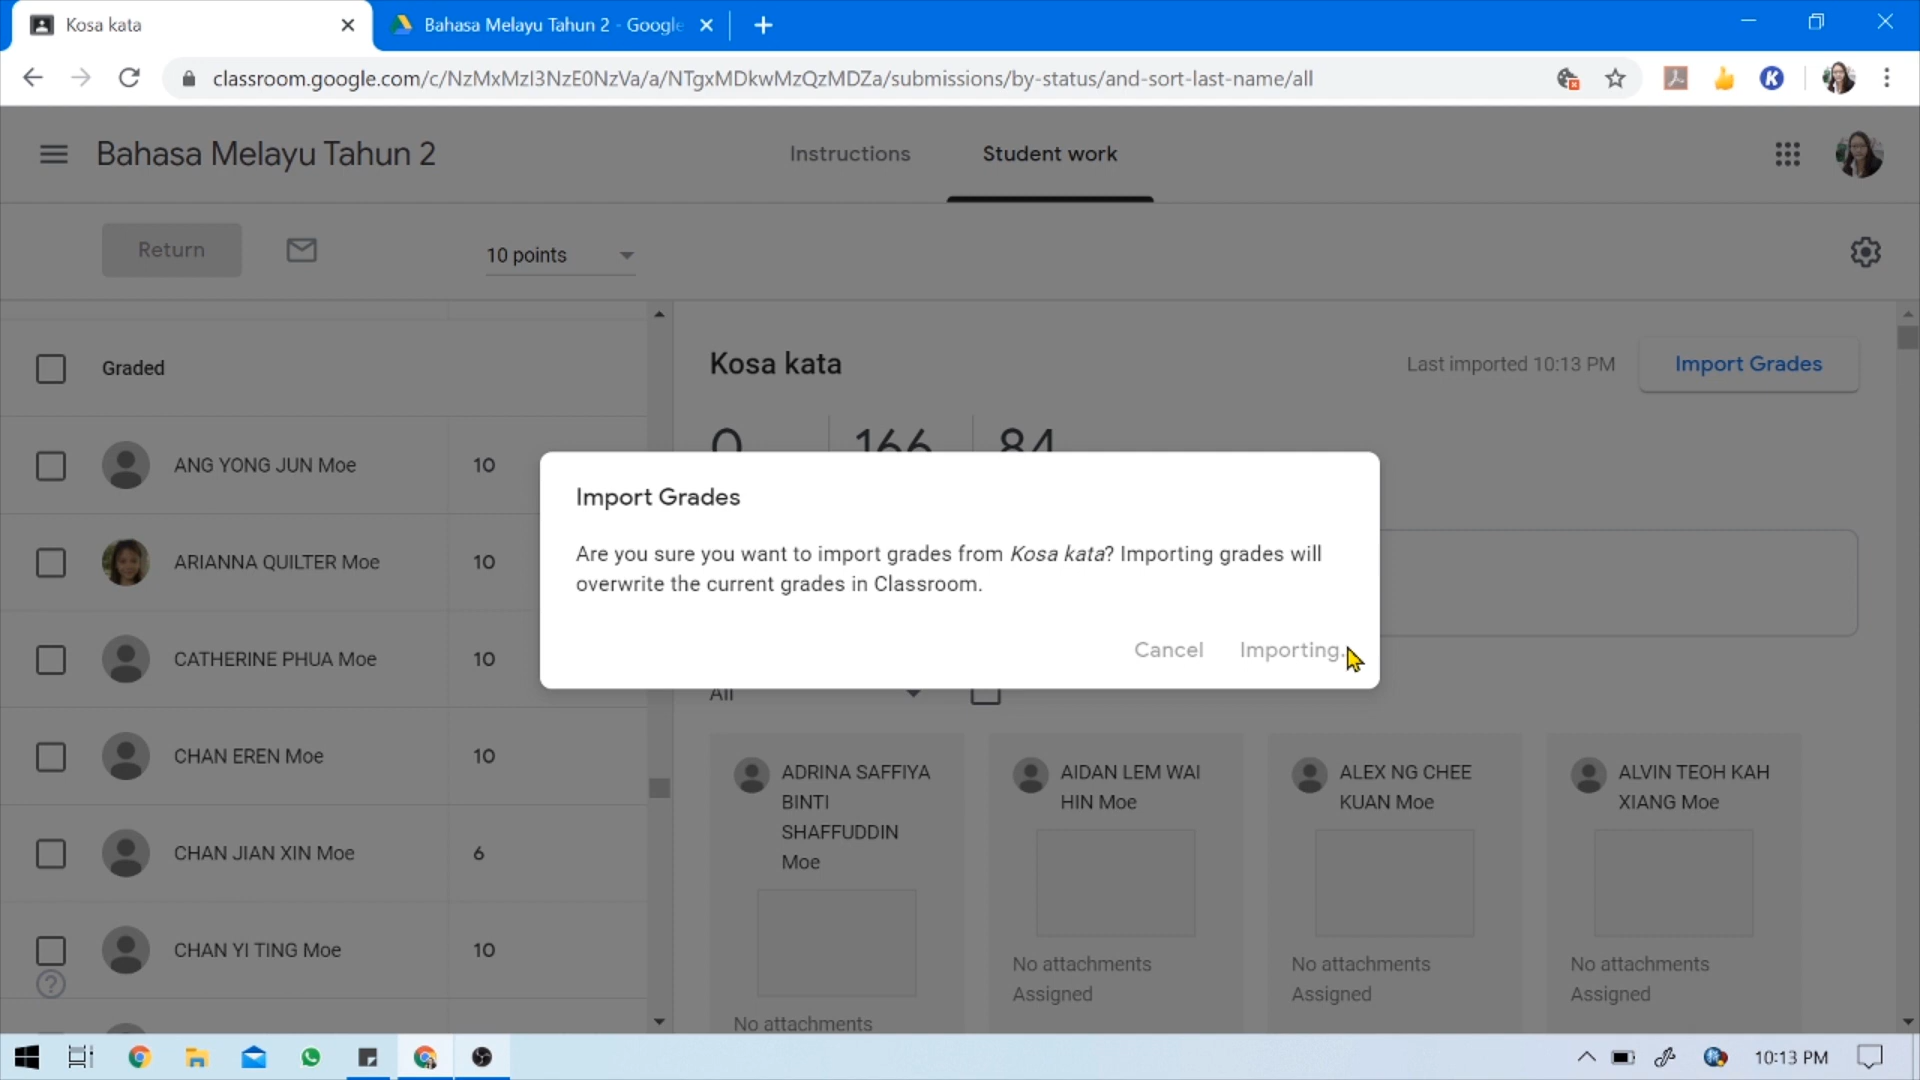 Kosa kata
Bahasa Melayu Tahun 2 - Google
classroom.google.com/c/NzMxMzI3NzE0NzVa/a/NTgxMDkwMzQzMDZa/submissions/by-status/and-sort-last-name/all
Bahasa Melayu Tahun 2
Instructions
Student work
Return
10 points
Graded
ANG YONG JUN Moe 10
ARIANNA QUILTER Moe 10
CATHERINE PHUA Moe 10
CHAN EREN Moe 10
CHAN JIAN XIN Moe 6
CHAN YI TING Moe 10
Kosa kata
Last imported 10:13 PM
Import Grades
0 166 84
Import Grades
Are you sure you want to import grades from Kosa kata? Importing grades will
overwrite the current grades in Classroom.
Cancel
Importing.
All
ADRINA SAFFIYA
BINTI
SHAFFUDDIN
Moe
No attachments
AIDAN LEM WAI
HIN Moe
No attachments
Assigned
ALEX NG CHEE
KUAN Moe
No attachments
Assigned
ALVIN TEOH KAH
XIANG Moe
No attachments
Assigned
10:13 PM